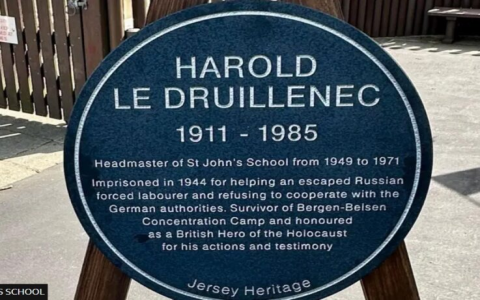 HAROLD
LE DRUILLENEC
1911 - 1985
Headmaster of St John's School from 1949 to 1971
Imprisoned in 1944 for helping an escaped Russian
forced labourer and refusing to cooperate with the
German authorities. Survivor of Bergen-Belsen
Concentration Camp and honoured
as a British Hero of the Holocaust
for his actions and testimony
Jersey Heritage
S SCHOOL